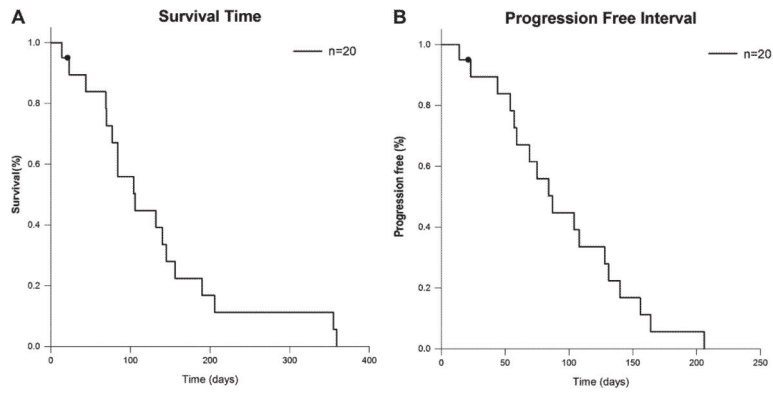 A
Survival Time
n=20
1.0
0.8
0.6
0.4
0.2
0.0
Survival(%)
0
100
200
300
400
Time (days)
B
Progression Free Interval
n=20
1.0
0.8
0.6
0.4
0.2
0.0
Progression free(%)
0
50
100
150
200
250
Time (days)